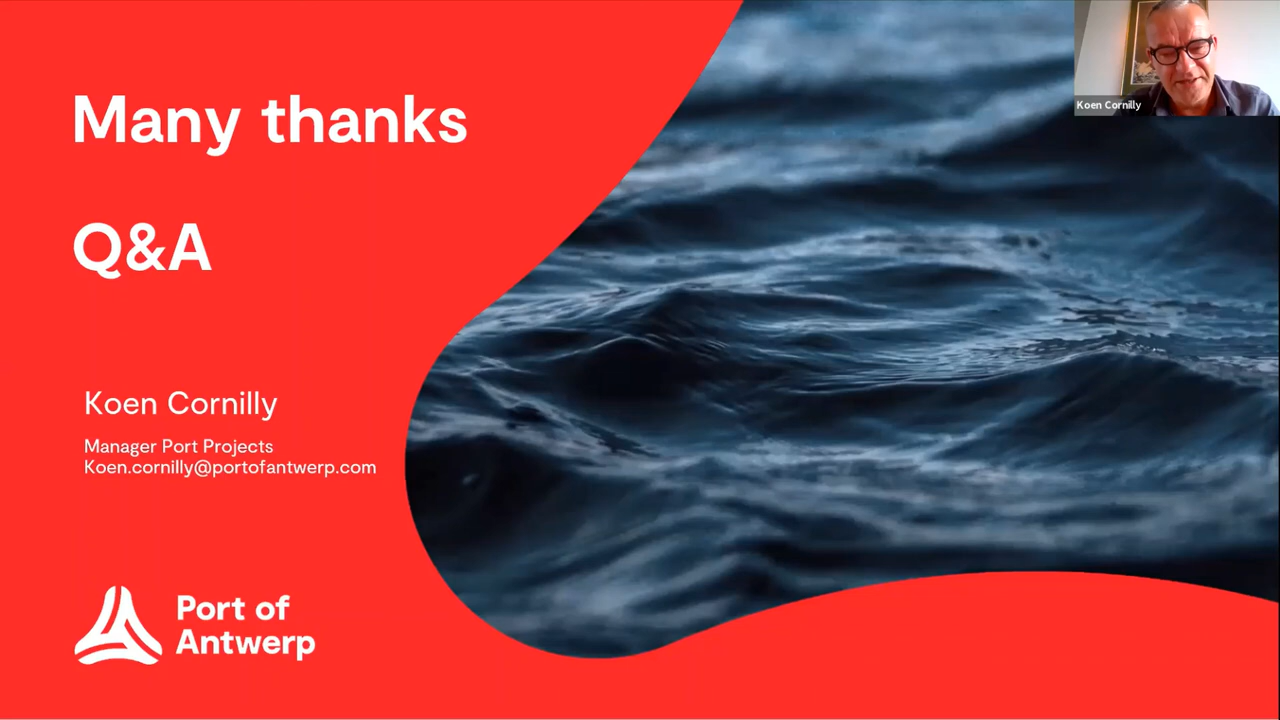 Many thanks
Q&A
Koen Cornilly
Manager Port Projects
Koen.cornilly@portofantwerp.com
Port of
Antwerp
Koen Cornilly